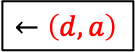 ← (d, a)